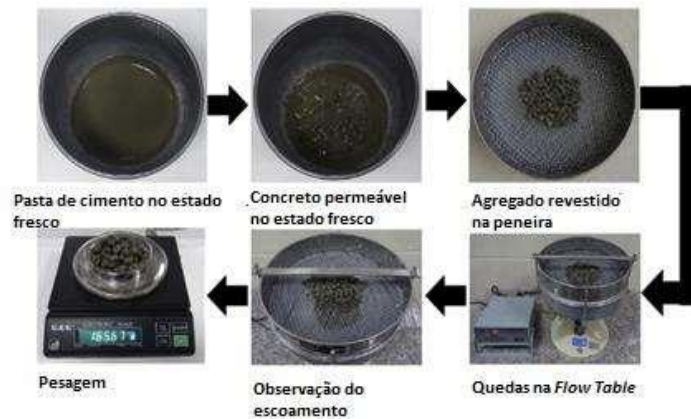 Pasta de cimento no estado
fresco
Concreto permeável
no estado fresco
Agregado revestido
na peneira
Pesagem
Observação do
escoamento
Quedas na Flow Table